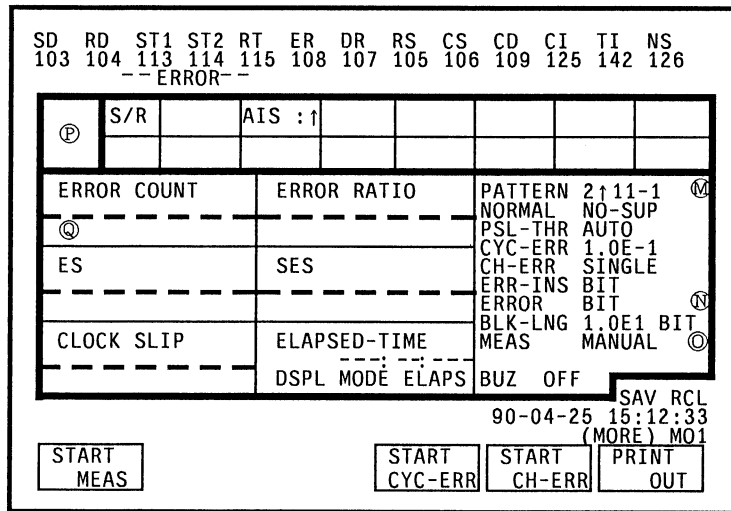 SD RD ST1 ST2 RT ER DR RS CS CD CI TI NS
103 104 113 114 115 108 107 105 106 109 125 142 126
--ERROR--
Ⓟ S/R AIS :↑
ERROR COUNT
Ⓠ
ERROR RATIO
ES
SES
CLOCK SLIP
ELAPSED-TIME
---:--:---
DSPL MODE ELAPS
PATTERN 2↑11-1 Ⓜ
NORMAL NO-SUP
PSL-THR AUTO
CYC-ERR 1.0E-1
CH-ERR SINGLE
ERR-INS BIT
ERROR BIT Ⓝ
BLK-LNG 1.0E1 BIT
MEAS MANUAL Ⓞ
BUZ OFF
SAV RCL
90-04-25 15:12:33
(MORE) MO1
START
MEAS
START
CYC-ERR
START
CH-ERR
PRINT
OUT